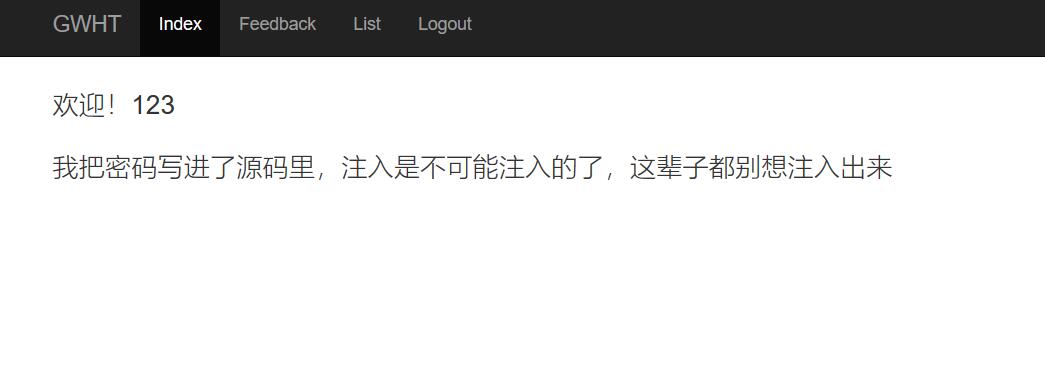 GWHT Index Feedback List Logout
欢迎！123
我把密码写进了源码里，注入是不可能注入的了，这辈子都别想注入出来